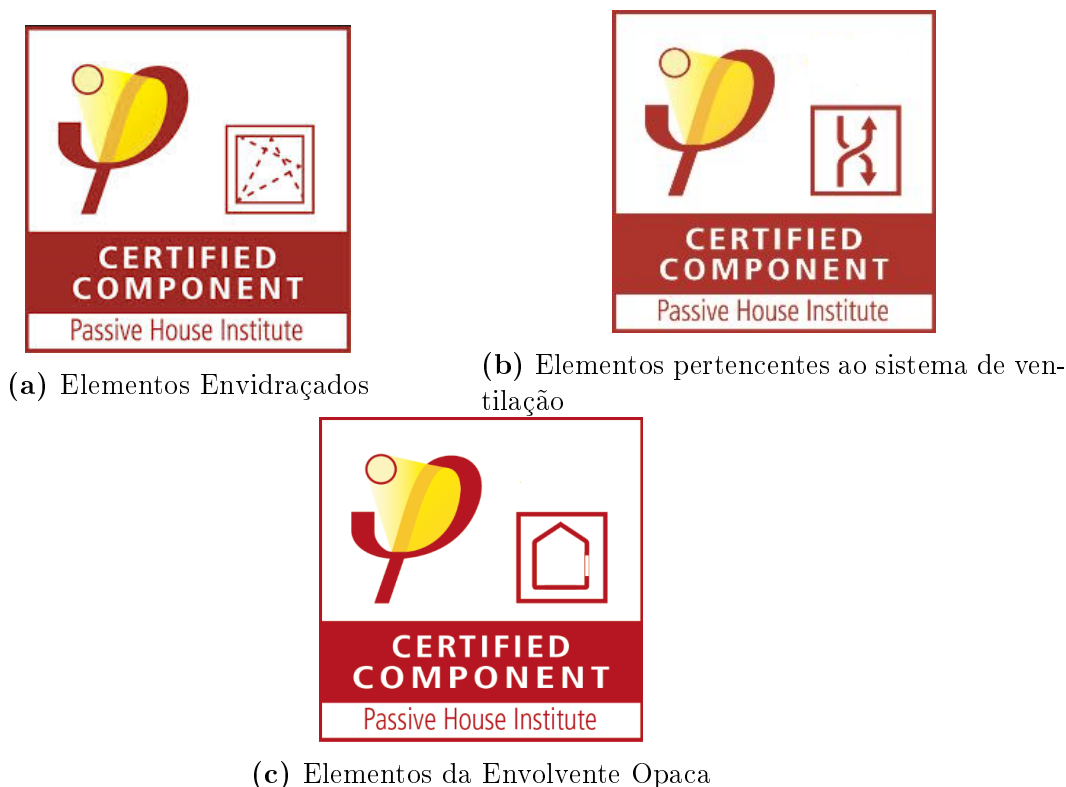 CERTIFIED
COMPONENT
Passive House Institute
(a) Elementos Envidraçados
CERTIFIED
COMPONENT
Passive House Institute
(b) Elementos pertencentes ao sistema de ven-
tilação
CERTIFIED
COMPONENT
Passive House Institute
(c) Elementos da Envolvente Opaca